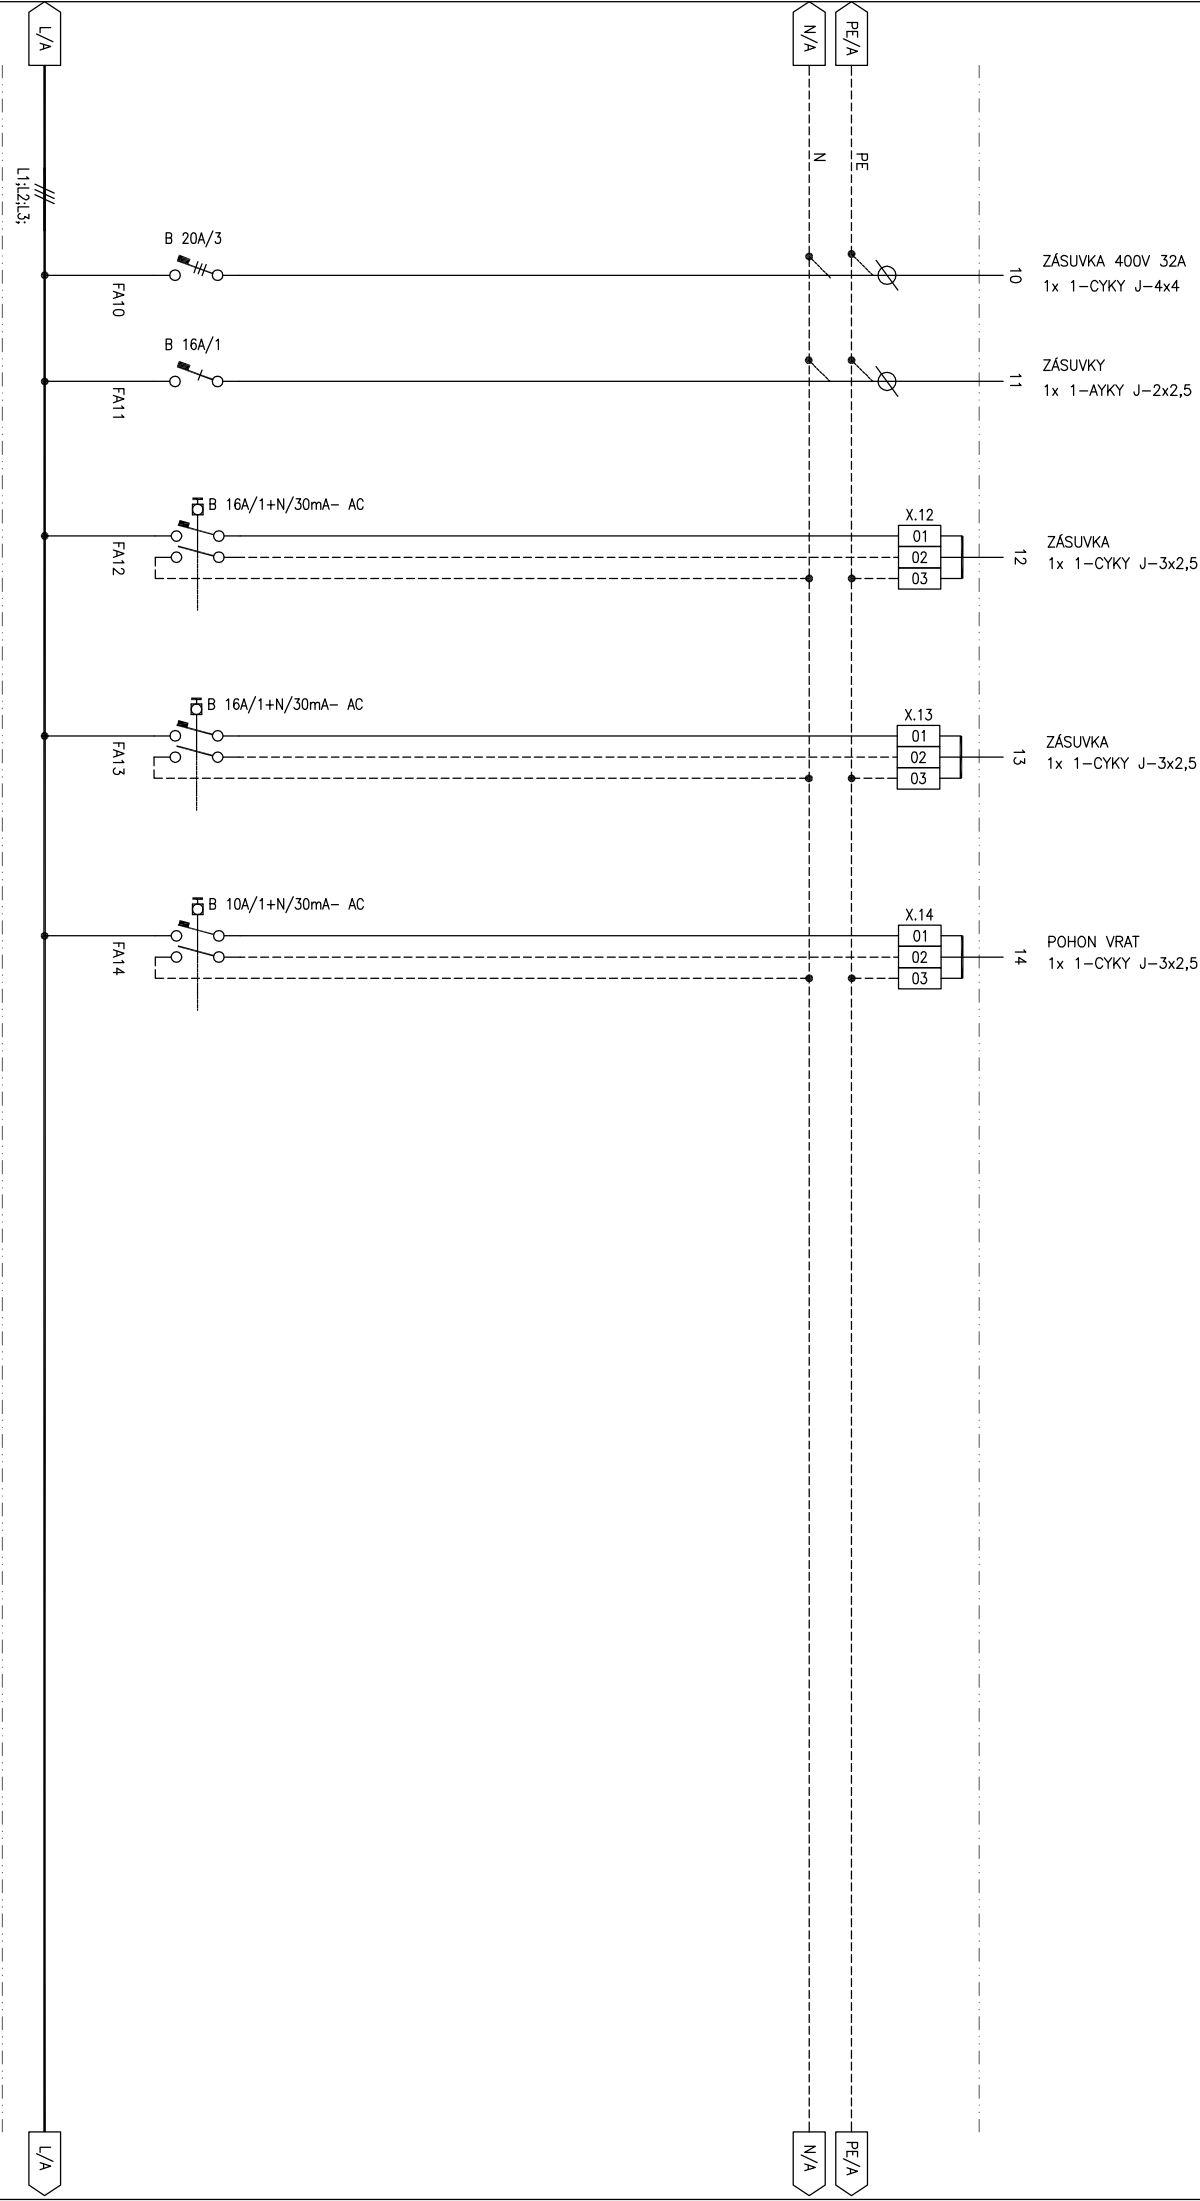 L/A
N/A
PE/A
N
PE
L1;L2;L3;
B 20A/3
FA10
10
ZÁSUVKA 400V 32A
1x 1-CYKY J-4x4
B 16A/1
FA11
11
ZÁSUVKY
1x 1-AYKY J-2x2,5
B 16A/1+N/30mA- AC
FA12
X.12
01
02
03
12
ZÁSUVKA
1x 1-CYKY J-3x2,5
B 16A/1+N/30mA- AC
FA13
X.13
01
02
03
13
ZÁSUVKA
1x 1-CYKY J-3x2,5
B 10A/1+N/30mA- AC
FA14
X.14
01
02
03
14
POHON VRAT
1x 1-CYKY J-3x2,5
L/A
N/A
PE/A